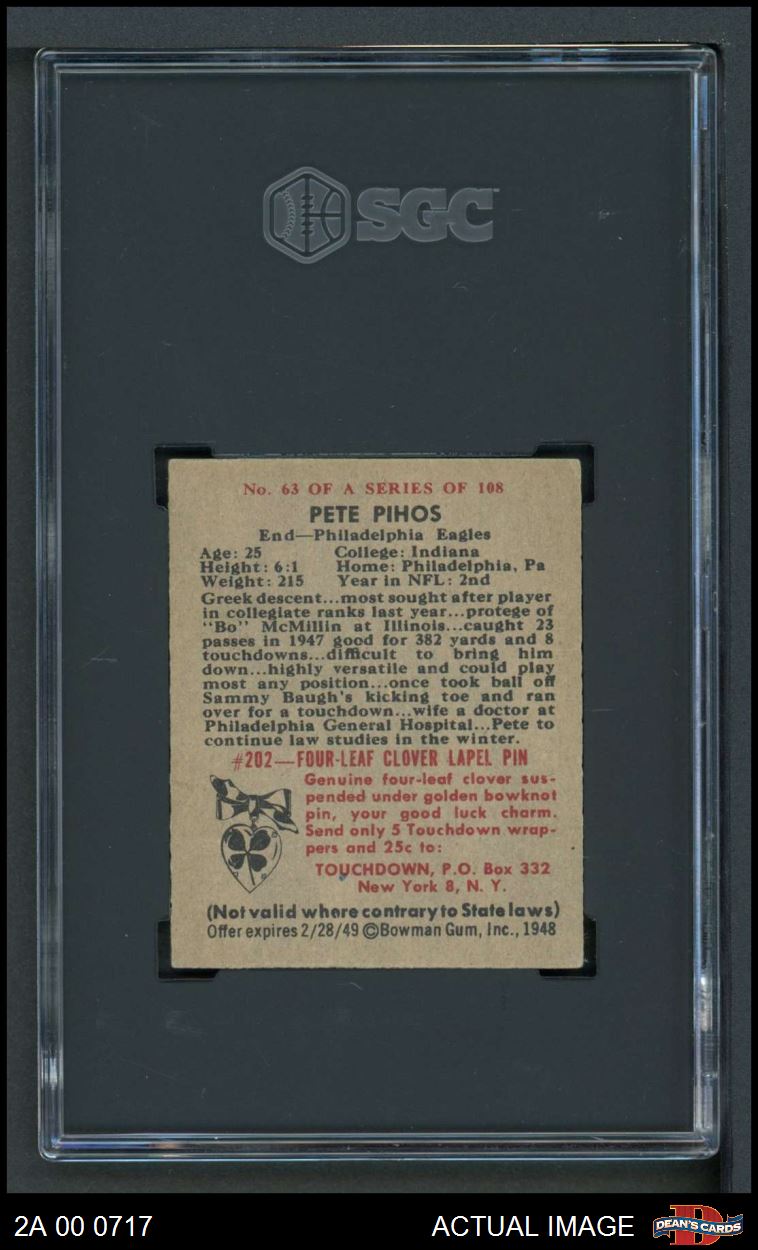 SGC
No. 63 OF A SERIES OF 108
PETE PIHOS
End—Philadelphia Eagles
Age: 25 College: Indiana
Height: 6:1 Home: Philadelphia, Pa
Weight: 215 Year in NFL: 2nd
Greek descent...most sought after player
in collegiate ranks last year...protege of
"Bo" McMillin at Illinois...caught 23
passes in 1947 good for 382 yards and 8
touchdowns...difficult to bring him
down...highly versatile and could play
most any position...once took ball off
Sammy Baugh's kicking toe and ran
over for a touchdown...wife a doctor at
Philadelphia General Hospital...Pete to
continue law studies in the winter.
#202—FOUR-LEAF CLOVER LAPEL PIN
Genuine four-leaf clover sus-
pended under golden bowknot
pin, your good luck charm.
Send only 5 Touchdown wrap-
pers and 25c to:
TOUCHDOWN, P.O. Box 332
New York 8, N. Y.
(Not valid where contrary to State laws)
Offer expires 2/28/49 ©Bowman Gum, Inc., 1948
2A 00 0717 ACTUAL IMAGE
D
DEAN'S CARDS